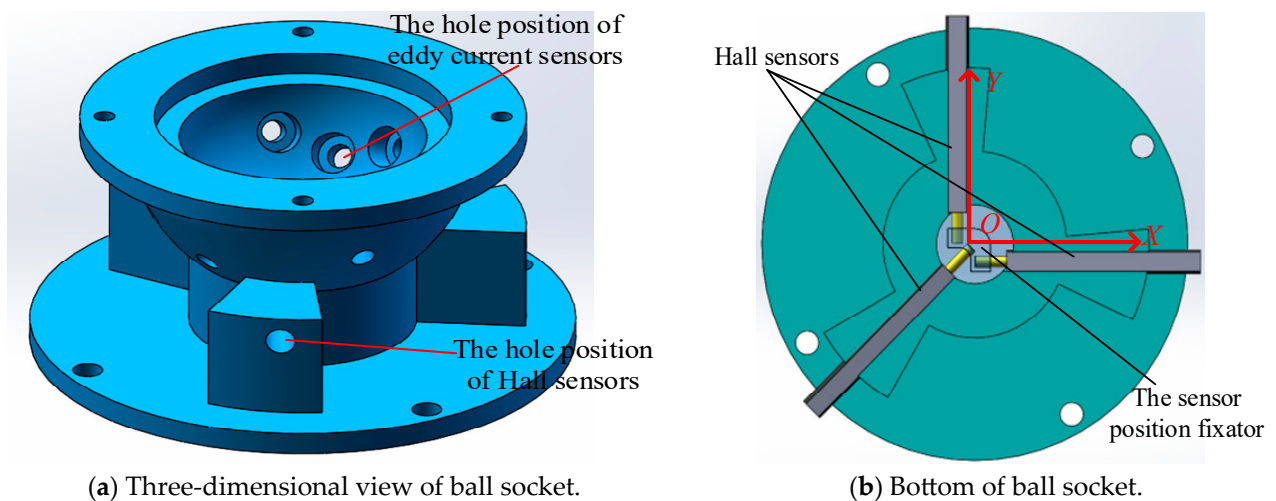 The hole position of
eddy current sensors
The hole position
of Hall sensors
(a) Three-dimensional view of ball socket.
Hall sensors
Y
O
X
The sensor
position fixator
(b) Bottom of ball socket.